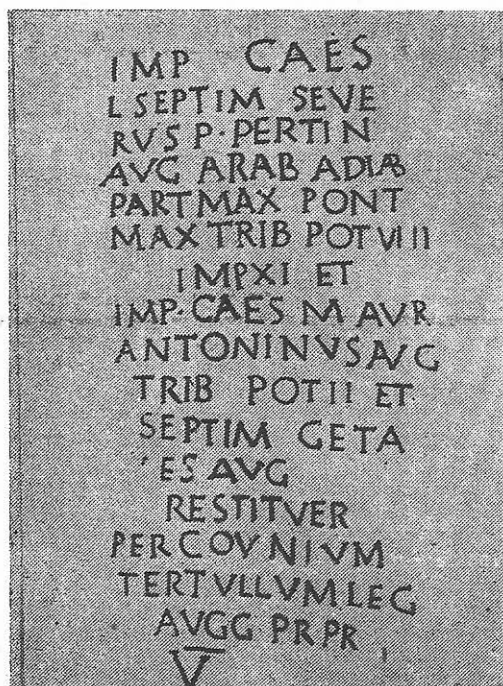 IMP CAES
L SEPTIM SEVE
RVS P·PERTIN
AVG ARAB ADIAB
PART MAX PONT
MAX TRIB POT VIIII
IMP XI ET
IMP·CAES M AVR
ANTONINVS AVG
TRIB POT II ET
SEPTIM GETA
ES AVG
RESTITVER
PER COVNIVM
TERTVLLVM LEG
AVGG PR PR
V